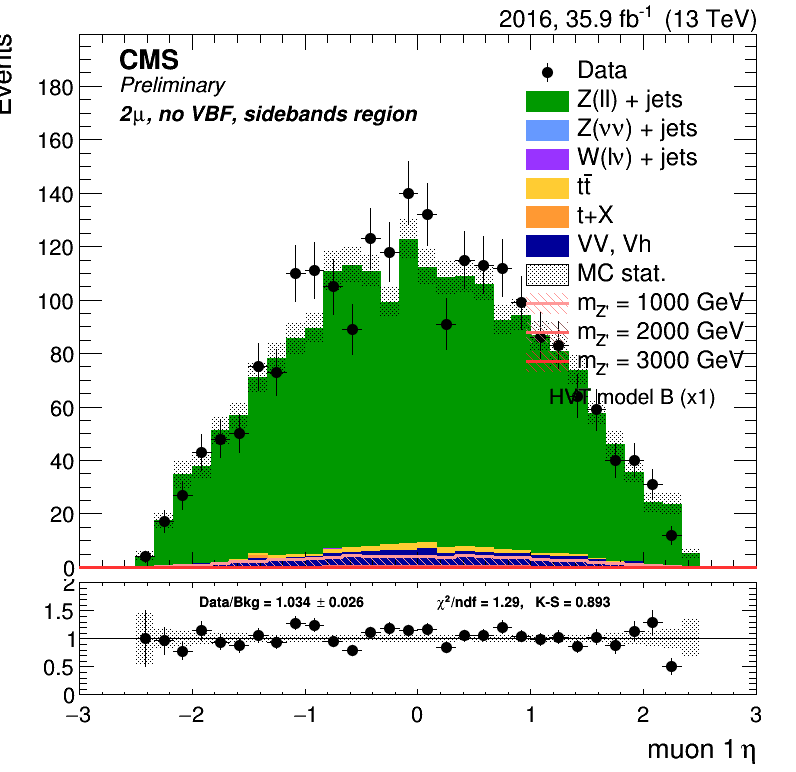 2016, 35.9 fb⁻¹ (13 TeV)
Events
CMS
Preliminary
2μ, no VBF, sidebands region
Data
Z(ll) + jets
Z(νν) + jets
W(lν) + jets
tt̄
t+X
VV, Vh
MC stat.
m_Z' = 1000 GeV
m_Z' = 2000 GeV
m_Z' = 3000 GeV
HVT model B (x1)
180
160
140
120
100
80
60
40
20
0
Data/Bkg = 1.034 ± 0.026
χ²/ndf = 1.29, K-S = 0.893
2
1.5
1
0.5
0
−3 −2 −1 0 1 2 3
muon 1 η